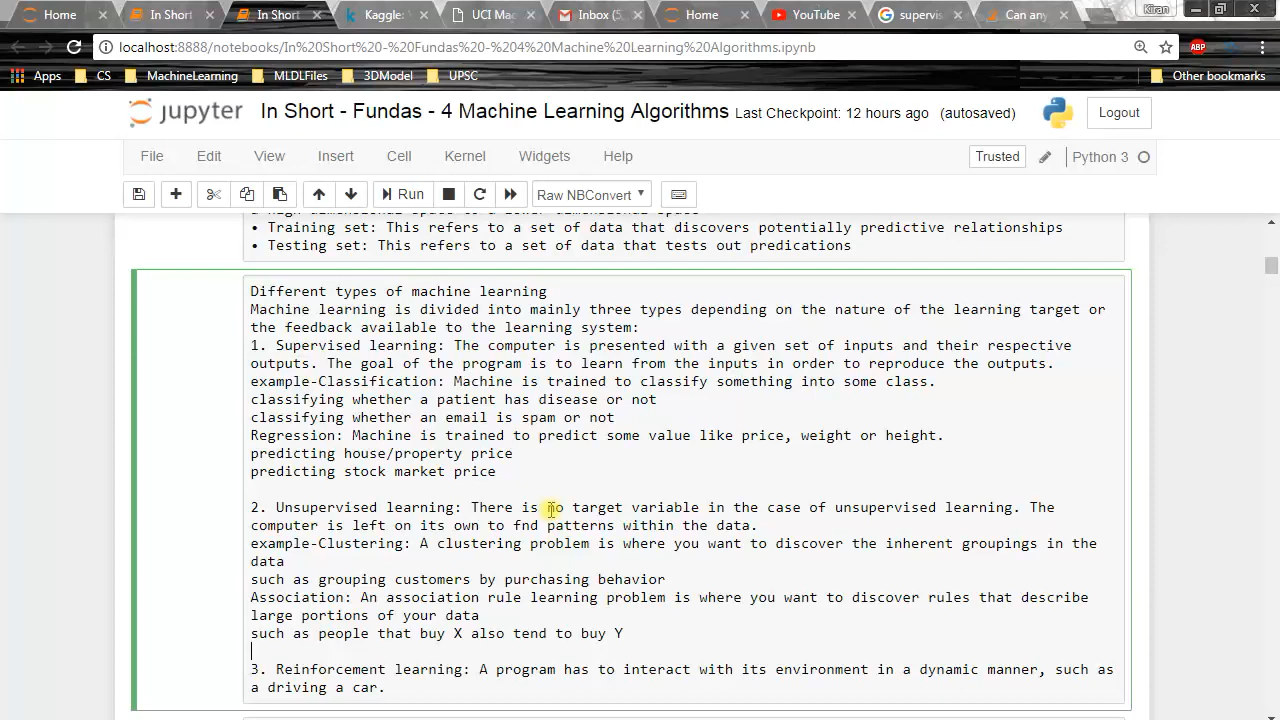 Home
In Short
In Short
Kaggle:
UCI Mac
Inbox (5
Home
YouTube
supervis
Can any
Kiran
localhost:8888/notebooks/In%20Short%20-%20Fundas%20-%204%20Machine%20Learning%20Algorithms.ipynb
ABP
Apps
CS
MachineLearning
MLDLFiles
3DModel
UPSC
Other bookmarks
jupyter
In Short - Fundas - 4 Machine Learning Algorithms Last Checkpoint: 12 hours ago (autosaved)
Logout
File Edit View Insert Cell Kernel Widgets Help
Trusted
Python 3
Run
Raw NBConvert
a high-dimensional space to a lower dimensional space
• Training set: This refers to a set of data that discovers potentially predictive relationships
• Testing set: This refers to a set of data that tests out predications
Different types of machine learning
Machine learning is divided into mainly three types depending on the nature of the learning target or
the feedback available to the learning system:
1. Supervised learning: The computer is presented with a given set of inputs and their respective
outputs. The goal of the program is to learn from the inputs in order to reproduce the outputs.
example-Classification: Machine is trained to classify something into some class.
classifying whether a patient has disease or not
classifying whether an email is spam or not
Regression: Machine is trained to predict some value like price, weight or height.
predicting house/property price
predicting stock market price
2. Unsupervised learning: There is no target variable in the case of unsupervised learning. The
computer is left on its own to fnd patterns within the data.
example-Clustering: A clustering problem is where you want to discover the inherent groupings in the
data
such as grouping customers by purchasing behavior
Association: An association rule learning problem is where you want to discover rules that describe
large portions of your data
such as people that buy X also tend to buy Y
3. Reinforcement learning: A program has to interact with its environment in a dynamic manner, such as
a driving a car.